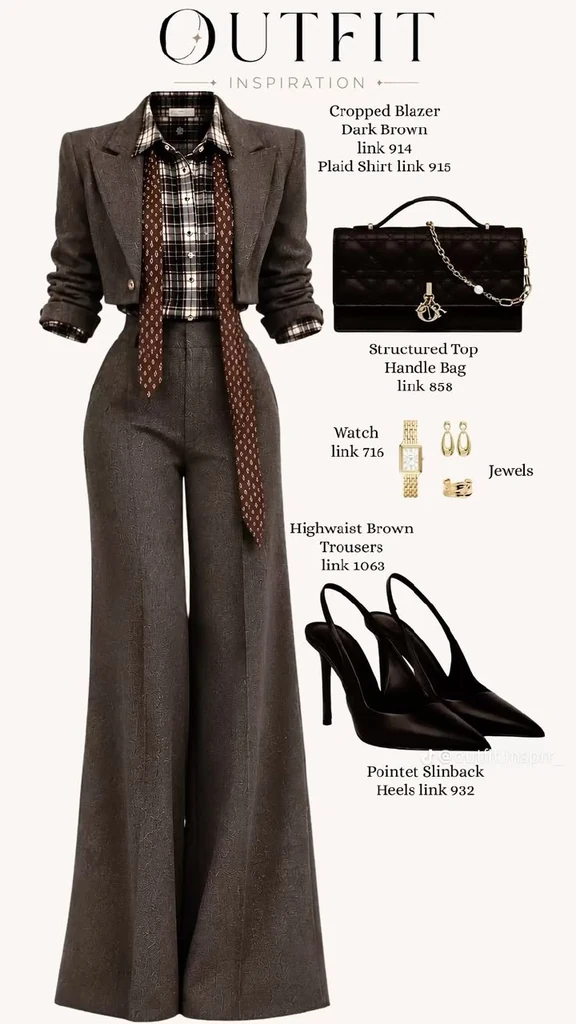 OUTFIT
INSPIRATION
Cropped Blazer
Dark Brown
link 914
Plaid Shirt link 915
Structured Top
Handle Bag
link 858
Watch
link 716
Jewels
Highwaist Brown
Trousers
link 1063
Pointet Slinback
Heels link 932